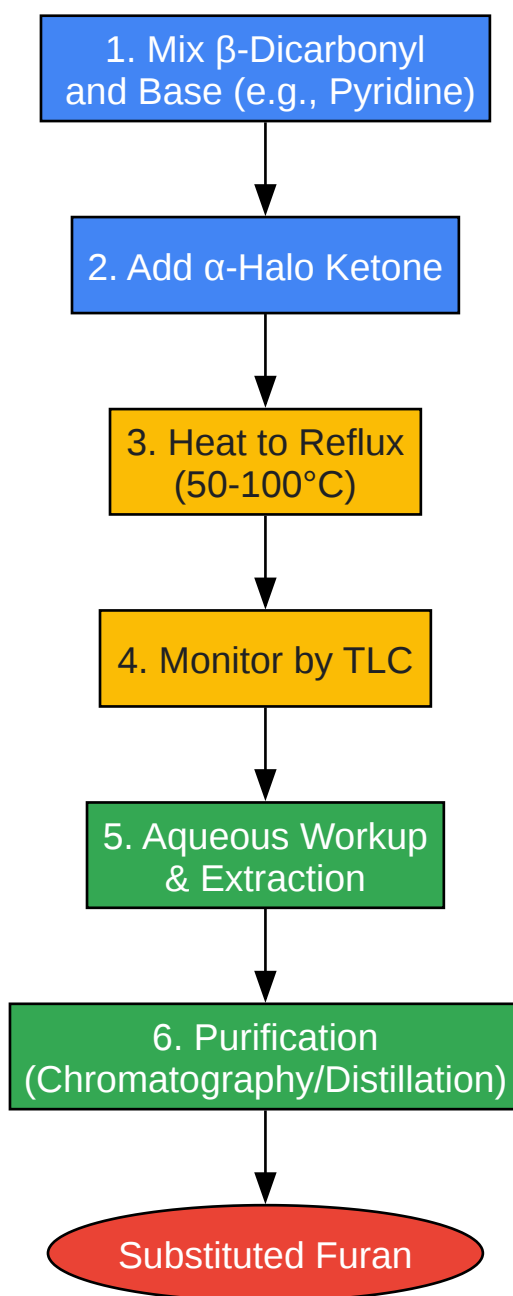 1. Mix β-Dicarbonyl
and Base (e.g., Pyridine)
2. Add α-Halo Ketone
3. Heat to Reflux
(50-100°C)
4. Monitor by TLC
5. Aqueous Workup
& Extraction
6. Purification
(Chromatography/Distillation)
Substituted Furan